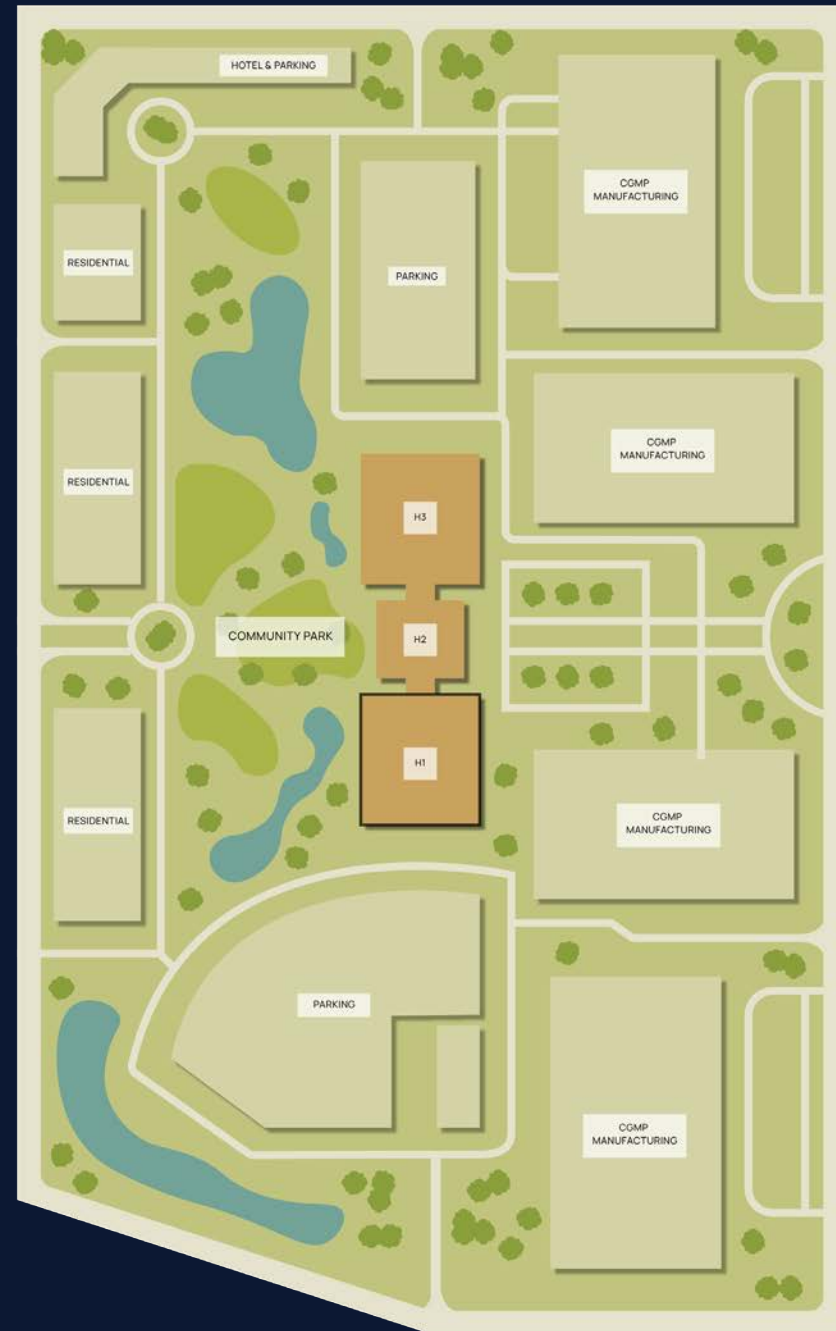 HOTEL & PARKING
CGMP
MANUFACTURING
RESIDENTIAL
PARKING
CGMP
MANUFACTURING
RESIDENTIAL
H3
COMMUNITY PARK
H2
H1
RESIDENTIAL
CGMP
MANUFACTURING
PARKING
CGMP
MANUFACTURING